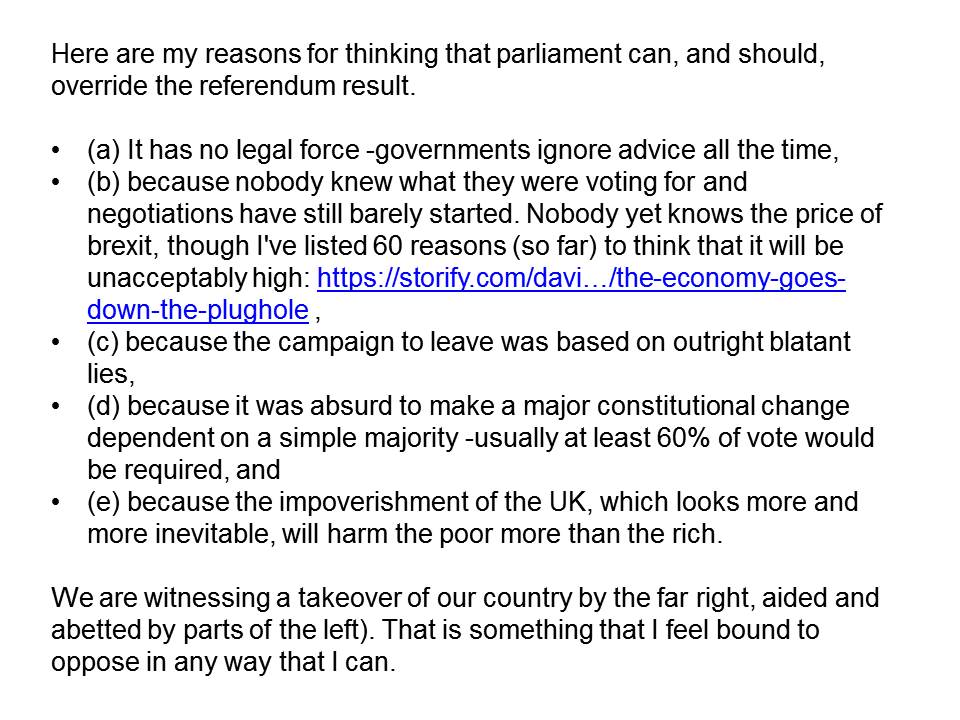 Here are my reasons for thinking that parliament can, and should,
override the referendum result.
• (a) It has no legal force -governments ignore advice all the time,
• (b) because nobody knew what they were voting for and
negotiations have still barely started. Nobody yet knows the price of
brexit, though I've listed 60 reasons (so far) to think that it will be
unacceptably high: https://storify.com/davi…/the-economy-goes-
down-the-plughole ,
• (c) because the campaign to leave was based on outright blatant
lies,
• (d) because it was absurd to make a major constitutional change
dependent on a simple majority -usually at least 60% of vote would
be required, and
• (e) because the impoverishment of the UK, which looks more and
more inevitable, will harm the poor more than the rich.
We are witnessing a takeover of our country by the far right, aided and
abetted by parts of the left). That is something that I feel bound to
oppose in any way that I can.